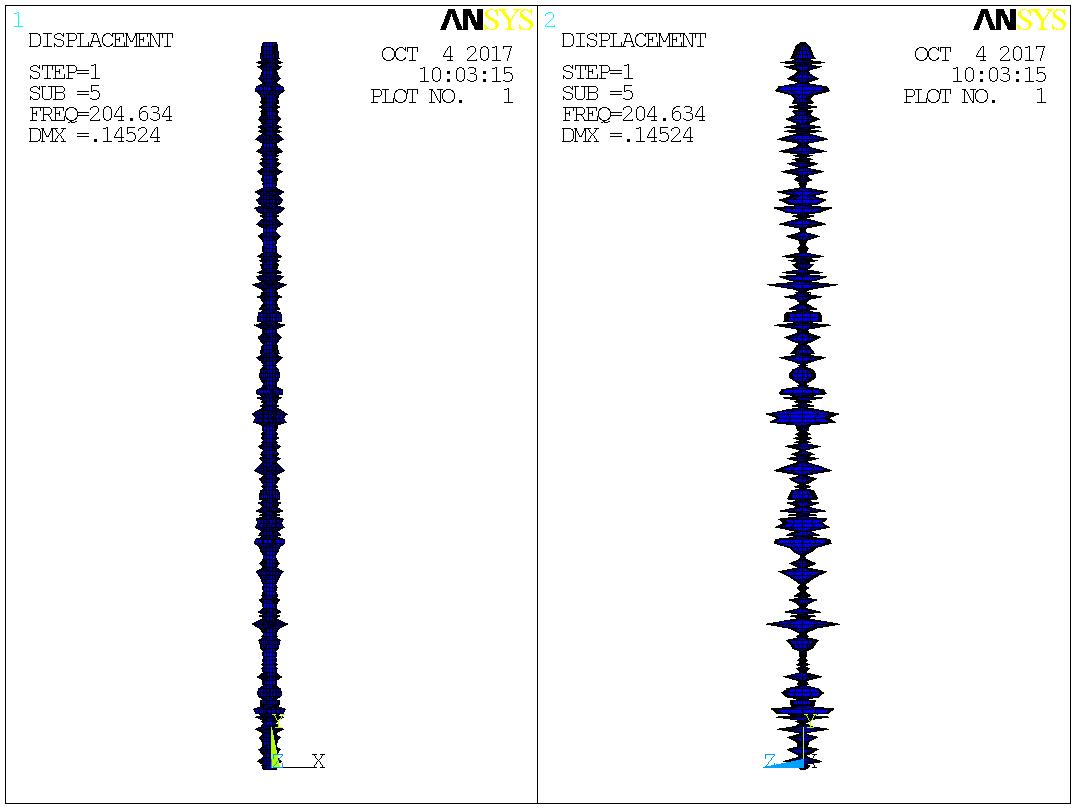 1
ANSYS
DISPLACEMENT
STEP=1
SUB =5
FREQ=204.634
DMX =.14524
OCT  4 2017
10:03:15
PLOT NO.   1
Y
Z
X
2
ANSYS
DISPLACEMENT
STEP=1
SUB =5
FREQ=204.634
DMX =.14524
OCT  4 2017
10:03:15
PLOT NO.   1
Y
Z
X